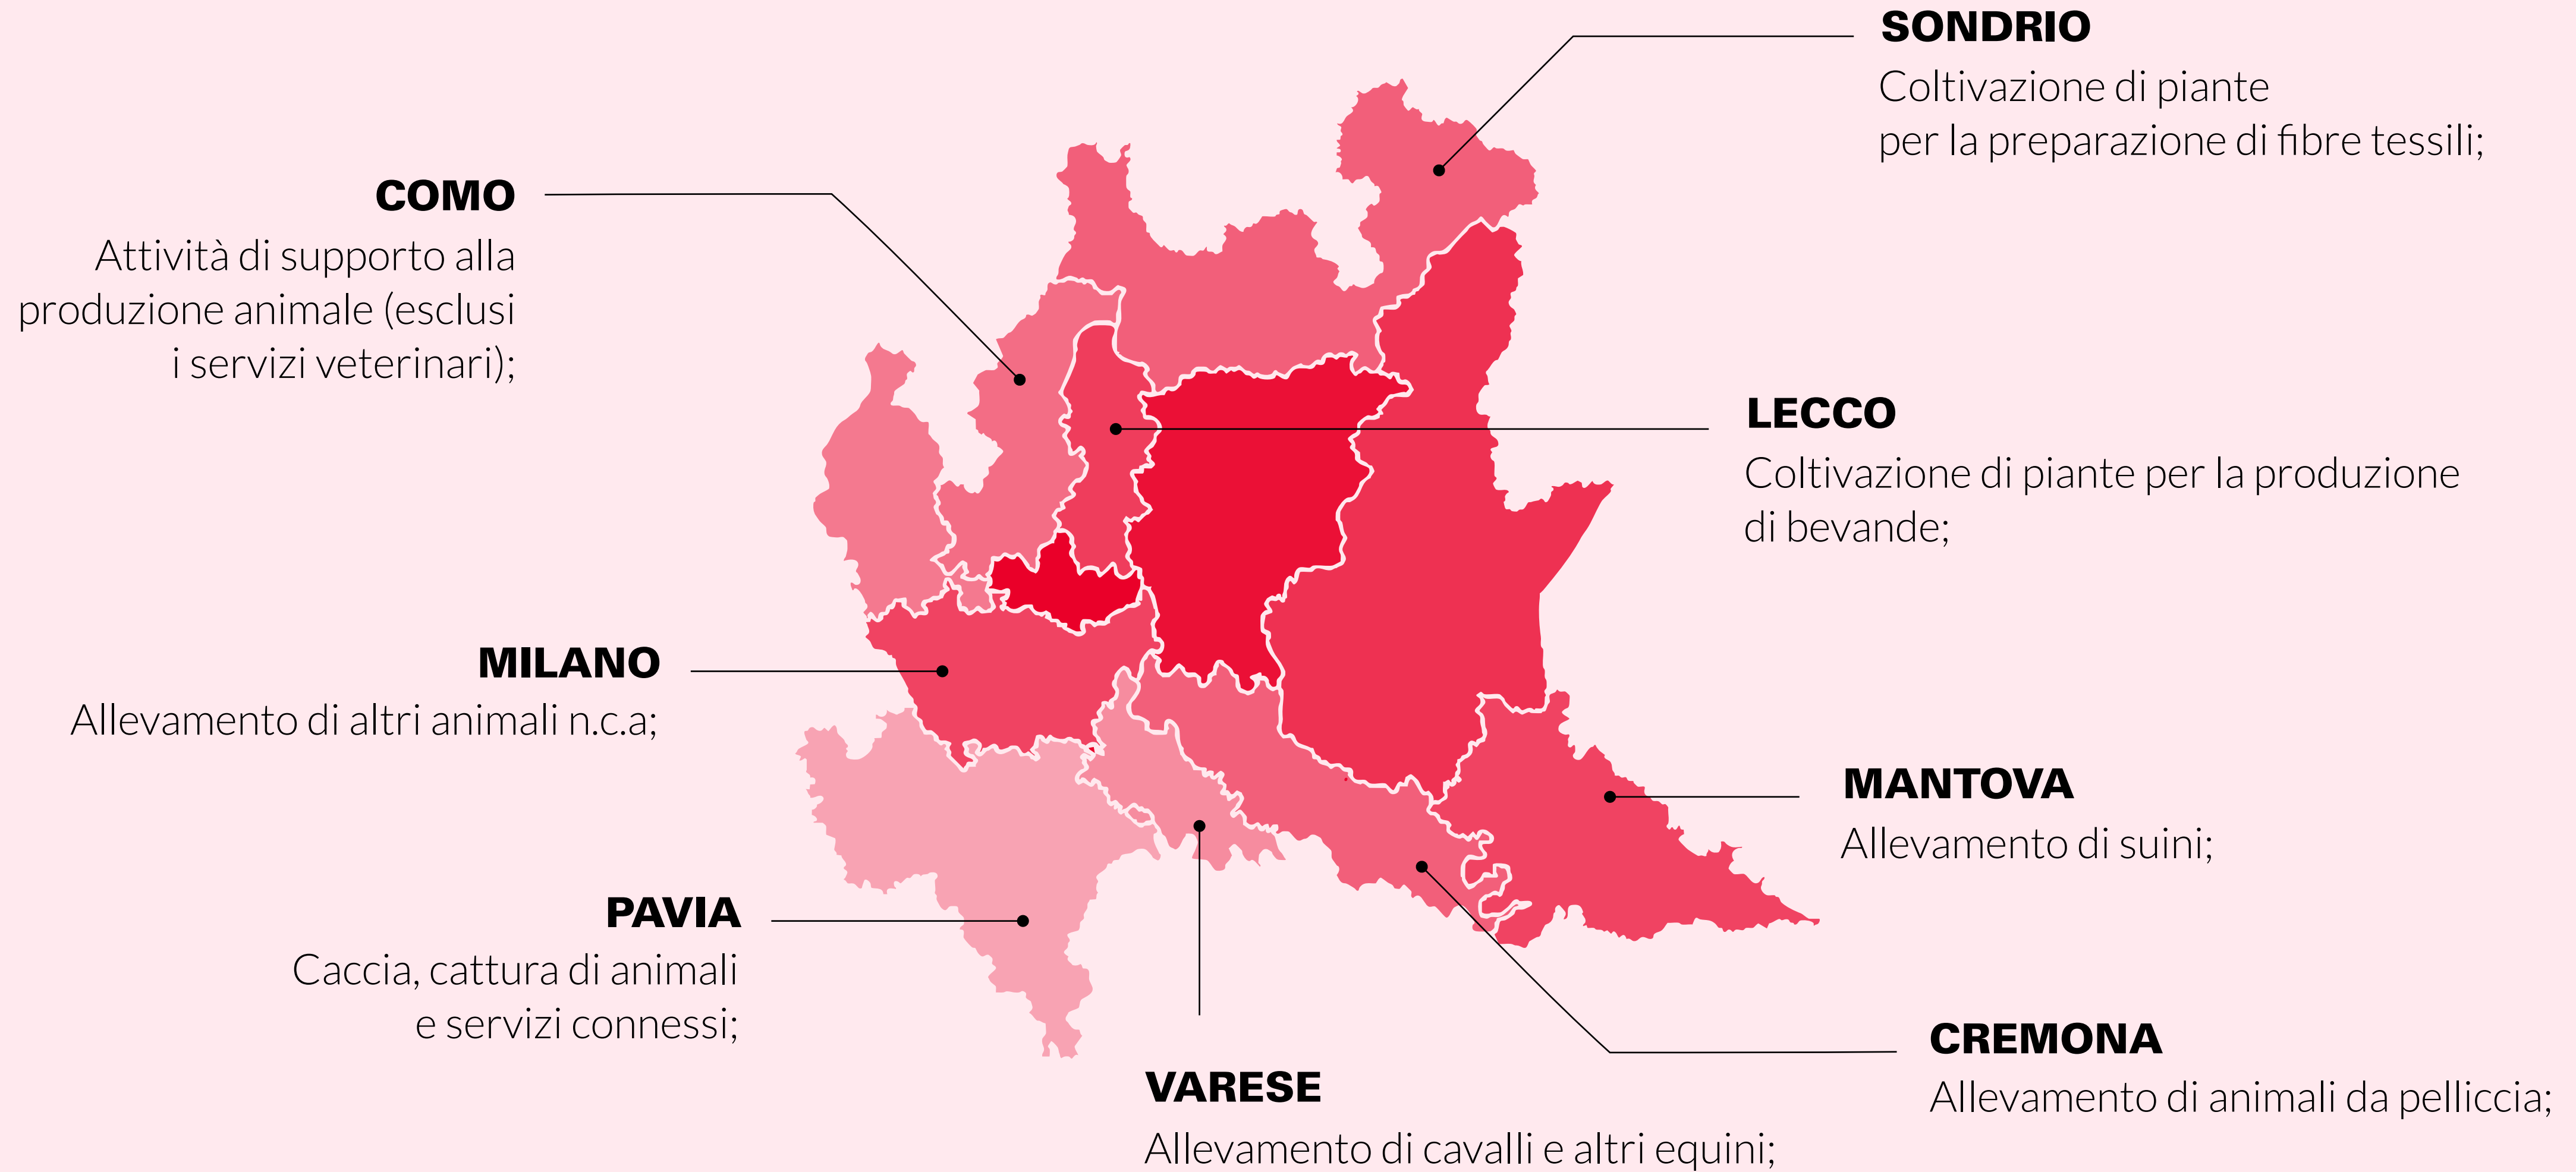 SONDRIO
Coltivazione di piante
per la preparazione di fibre tessili;
COMO
Attività di supporto alla
produzione animale (esclusi
i servizi veterinari);
LECCO
Coltivazione di piante per la produzione
di bevande;
MILANO
Allevamento di altri animali n.c.a;
MANTOVA
Allevamento di suini;
PAVIA
Caccia, cattura di animali
e servizi connessi;
CREMONA
Allevamento di animali da pelliccia;
VARESE
Allevamento di cavalli e altri equini;